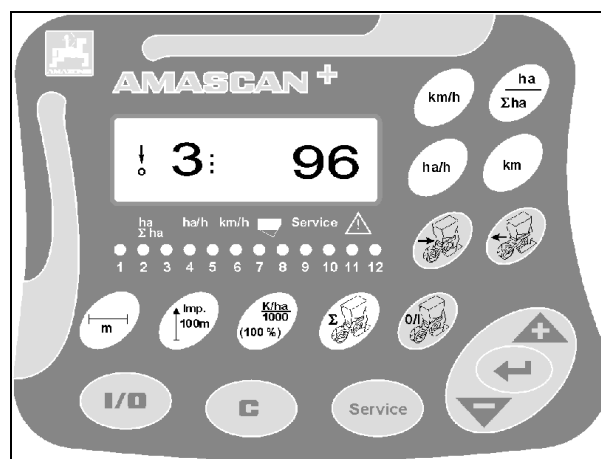 AMASCAN+
km/h
ha
Σha
3: 96
ha/h
km
ha
Σ ha
ha/h km/h Service
1 2 3 4 5 6 7 8 9 10 11 12
m
Imp.
100m
K/ha
1000
(100 %)
Σ
0/I
I/O
C
Service